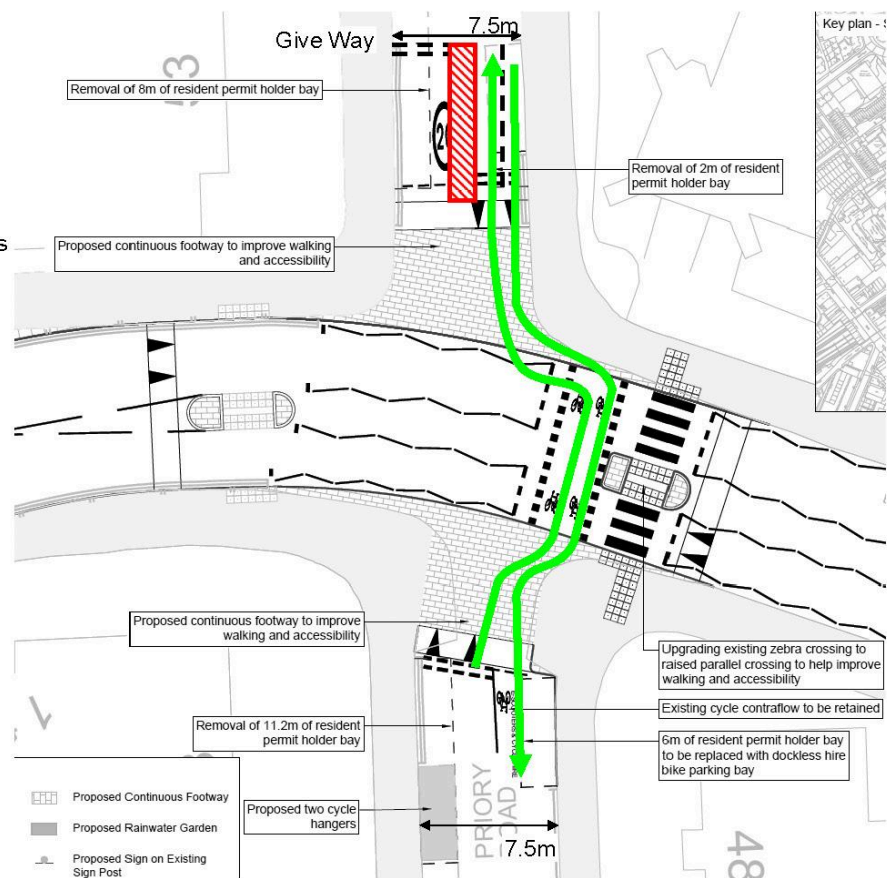 7.5m
Key plan - S
Give Way
53
Removal of 8m of resident permit holder bay
20
Removal of 2m of resident
permit holder bay
s
Proposed continuous footway to improve walking
and accessibility
Proposed continuous footway to improve
walking and accessibility
Upgrading existing zebra crossing to
raised parallel crossing to help improve
walking and accessibility
Existing cycle contraflow to be retained
Removal of 11.2m of resident
permit holder bay
6m of resident permit holder bay
to be replaced with dockless hire
bike parking bay
Proposed Continuous Footway
Proposed Rainwater Garden
Proposed Sign on Existing
Sign Post
Proposed two cycle
hangers
PRIORY
ROAD
7.5m
48